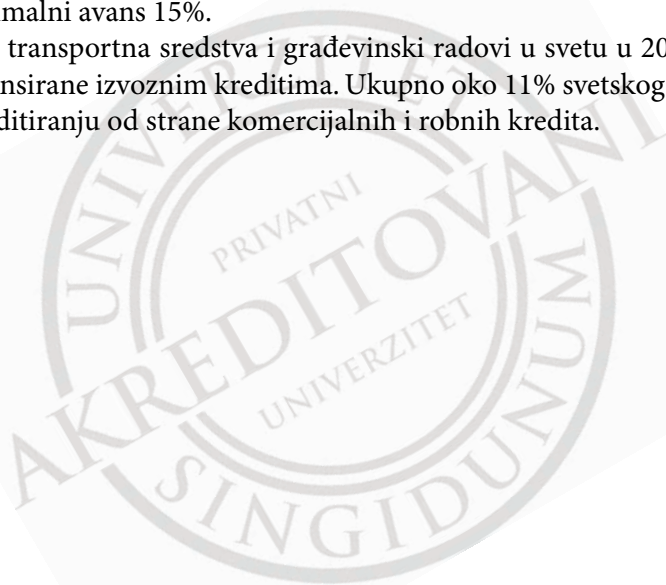 malni avans 15%.
transportna sredstva i građevinski radovi u svetu u 20
nsirane izvoznim kreditima. Ukupno oko 11% svetskog
ditiranju od strane komercijalnih i robnih kredita.
UNIVERZITET
PRIVATNI
AKREDITOVANI
UNIVERZITET
SINGIDUNUM